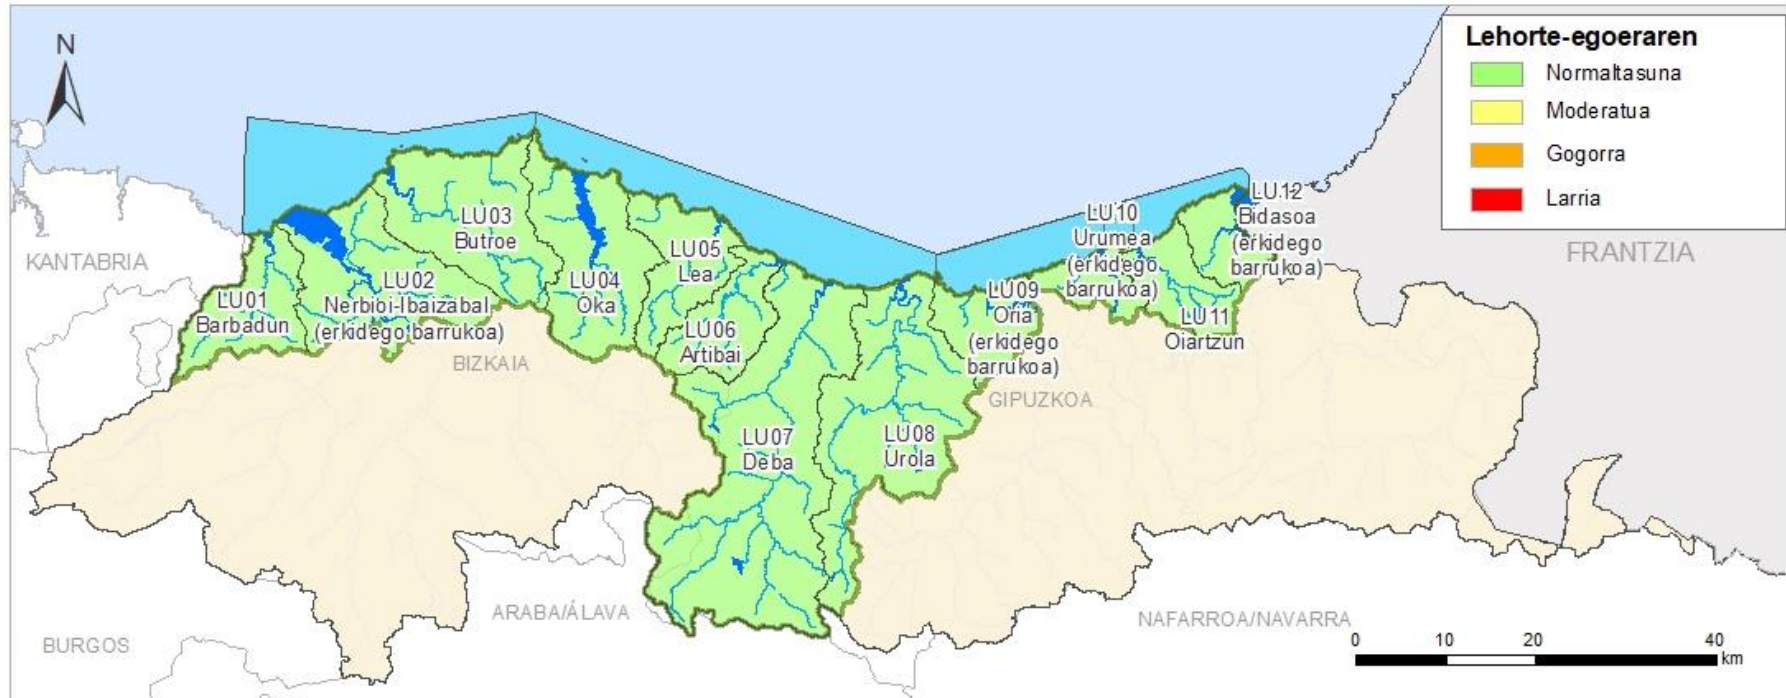 N
Lehorte-egoeraren
Normaltasuna
Moderatua
Gogorra
Larria
KANTABRIA
FRANTZIA
LU01
Barbadun
LU02
Nerbioi-Ibaizabal
(erkidego barrukoa)
LU03
Butroe
LU04
Oka
LU05
Lea
LU06
Artibai
LU07
Deba
LU08
Urola
LU09
Oria
(erkidego
barrukoa)
LU10
Urumea
(erkidego
barrukoa)
LU11
Oiartzun
LU12
Bidasoa
(erkidego
barrukoa)
BIZKAIA
GIPUZKOA
ARABA/ÁLAVA
BURGOS
NAFARROA/NAVARRA
0 10 20 40
km